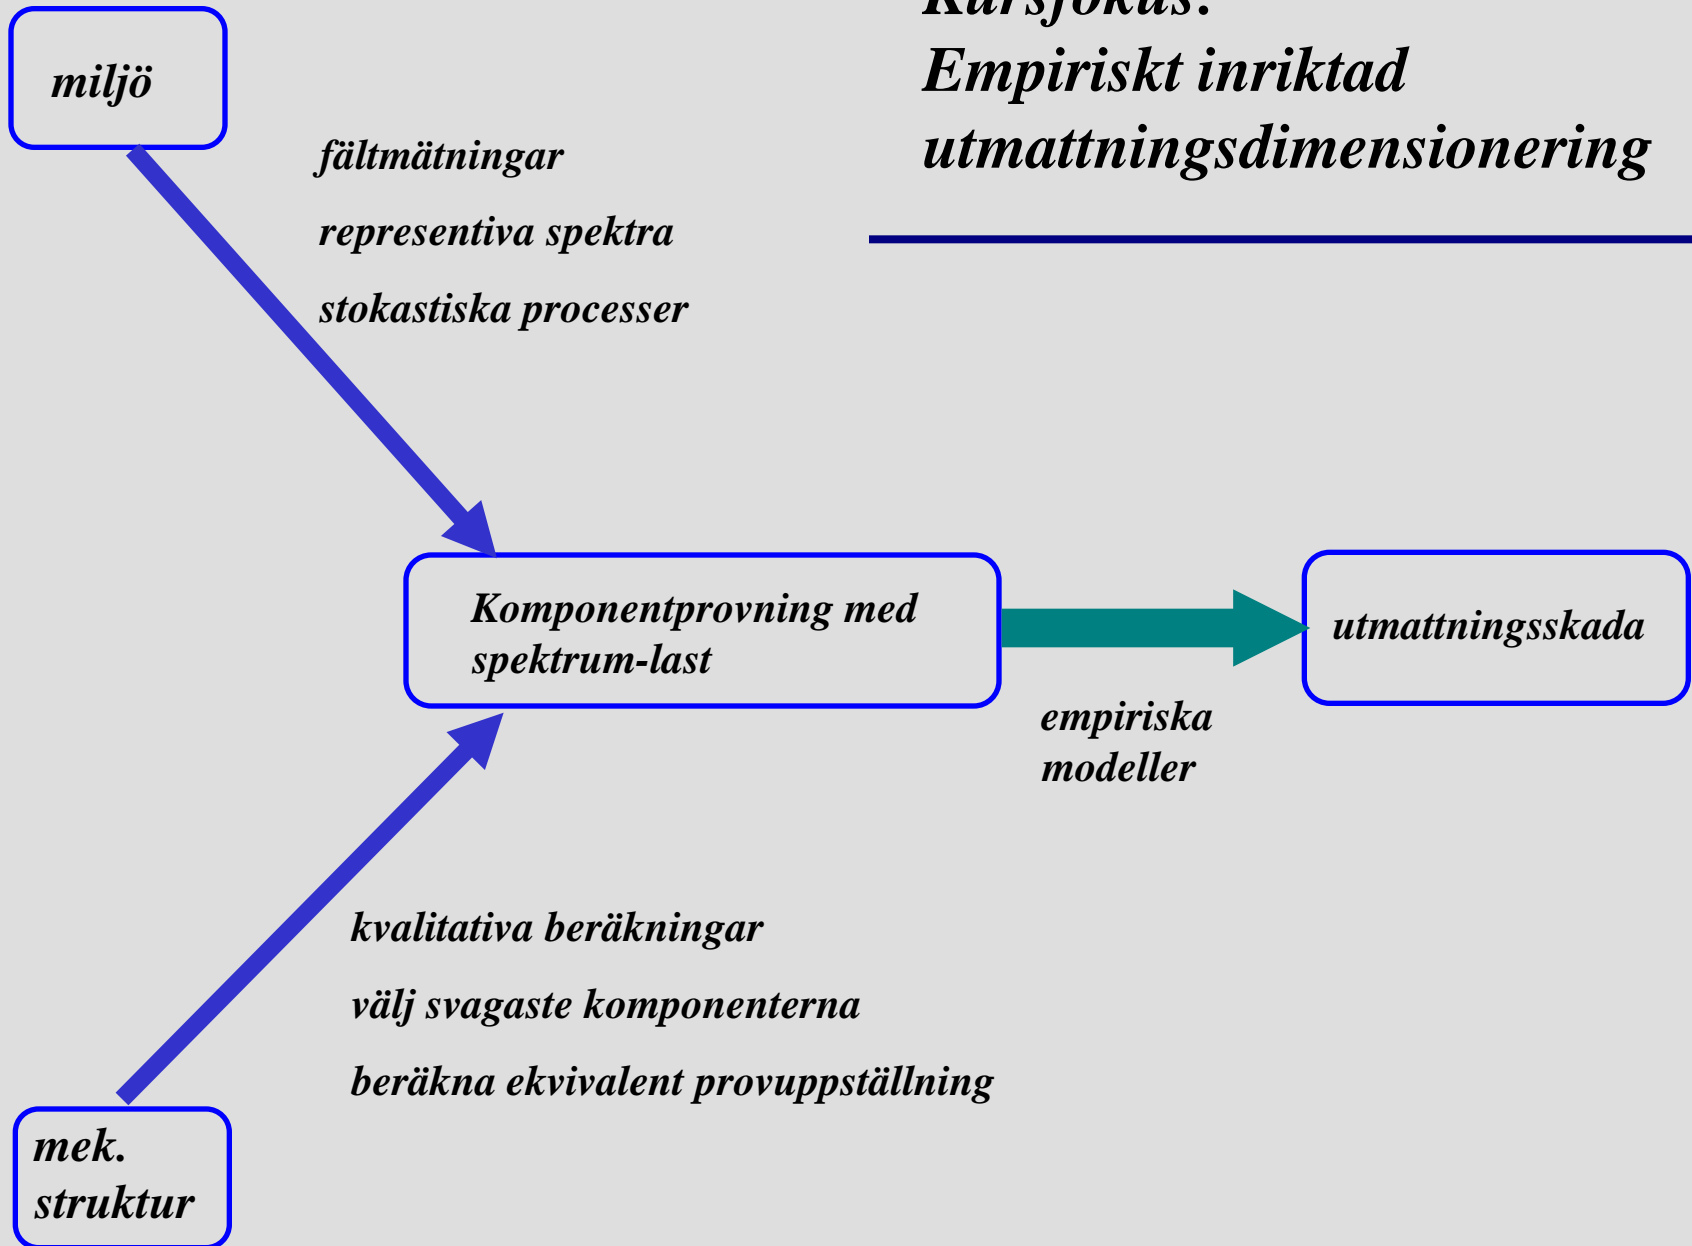 Kursfokus:
Empiriskt inriktad
utmattningsdimensionering
miljö
fältmätningar
representiva spektra
stokastiska processer
Komponentprovning med
spektrum-last
utmattningsskada
empiriska
modeller
kvalitativa beräkningar
välj svagaste komponenterna
beräkna ekvivalent provuppställning
mek.
struktur